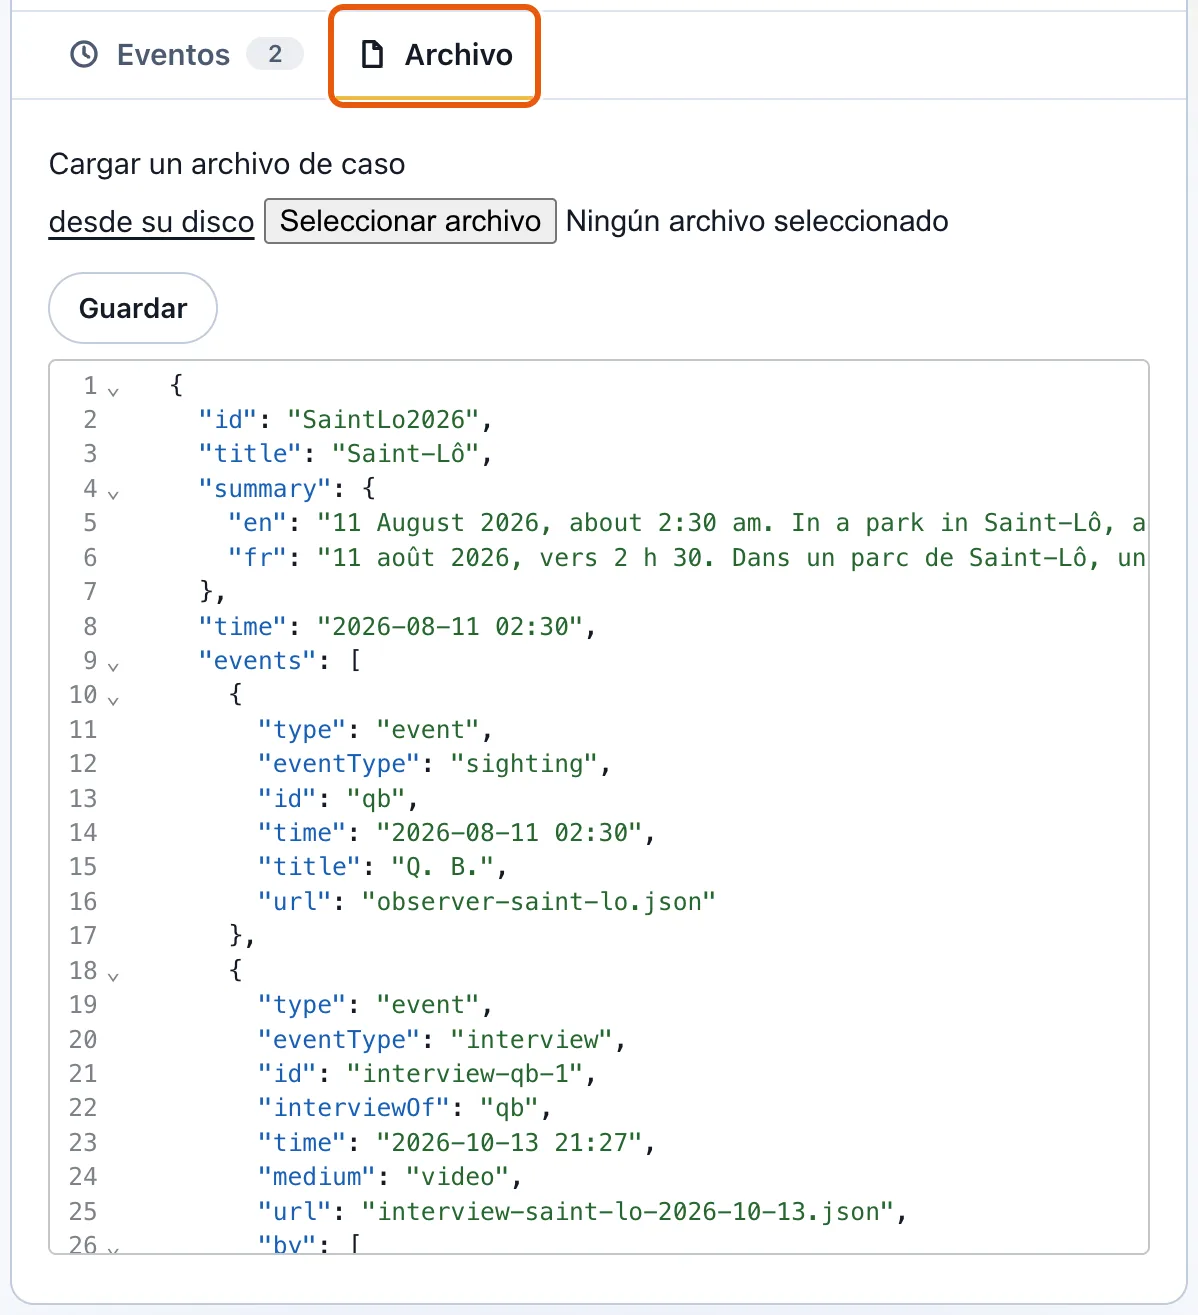 Eventos 2 Archivo
Cargar un archivo de caso
desde su disco Seleccionar archivo Ningún archivo seleccionado
Guardar
1 {
2 "id": "SaintLo2026",
3 "title": "Saint-Lô",
4 "summary": {
5 "en": "11 August 2026, about 2:30 am. In a park in Saint-Lô, a
6 "fr": "11 août 2026, vers 2 h 30. Dans un parc de Saint-Lô, un
7 },
8 "time": "2026-08-11 02:30",
9 "events": [
10 {
11 "type": "event",
12 "eventType": "sighting",
13 "id": "qb",
14 "time": "2026-08-11 02:30",
15 "title": "Q. B.",
16 "url": "observer-saint-lo.json"
17 },
18 {
19 "type": "event",
20 "eventType": "interview",
21 "id": "interview-qb-1",
22 "interviewOf": "qb",
23 "time": "2026-10-13 21:27",
24 "medium": "video",
25 "url": "interview-saint-lo-2026-10-13.json",
26 "by": [